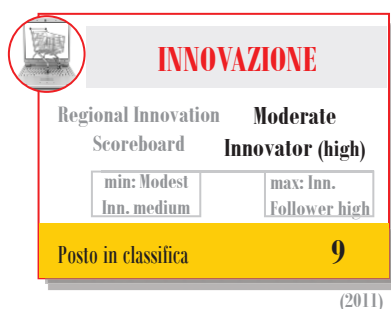 INNOVAZIONE
Regional Innovation Scoreboard
Moderate Innovator (high)
min: Modest Inn. medium
max: Inn. Follower high
Posto in classifica 9
(2011)